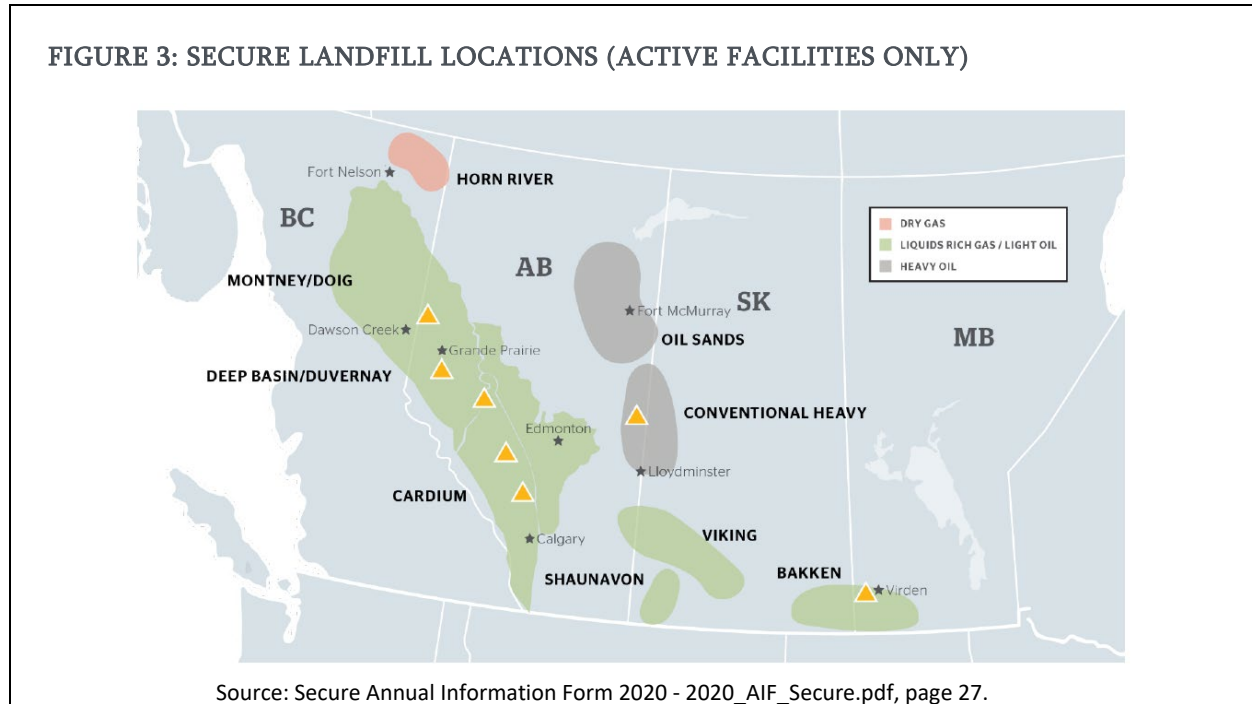 FIGURE 3: SECURE LANDFILL LOCATIONS (ACTIVE FACILITIES ONLY)
Fort Nelson
HORN RIVER
BC
DRY GAS
LIQUIDS RICH GAS / LIGHT OIL
HEAVY OIL
AB
MONTNEY/DOIG
Fort McMurray
SK
Dawson Creek
OIL SANDS
MB
Grande Prairie
DEEP BASIN/DUVERNAY
CONVENTIONAL HEAVY
Edmonton
Lloydminster
CARDIUM
Calgary
VIKING
SHAUNAVON
BAKKEN
Virden
Source: Secure Annual Information Form 2020 - 2020_AIF_Secure.pdf, page 27.